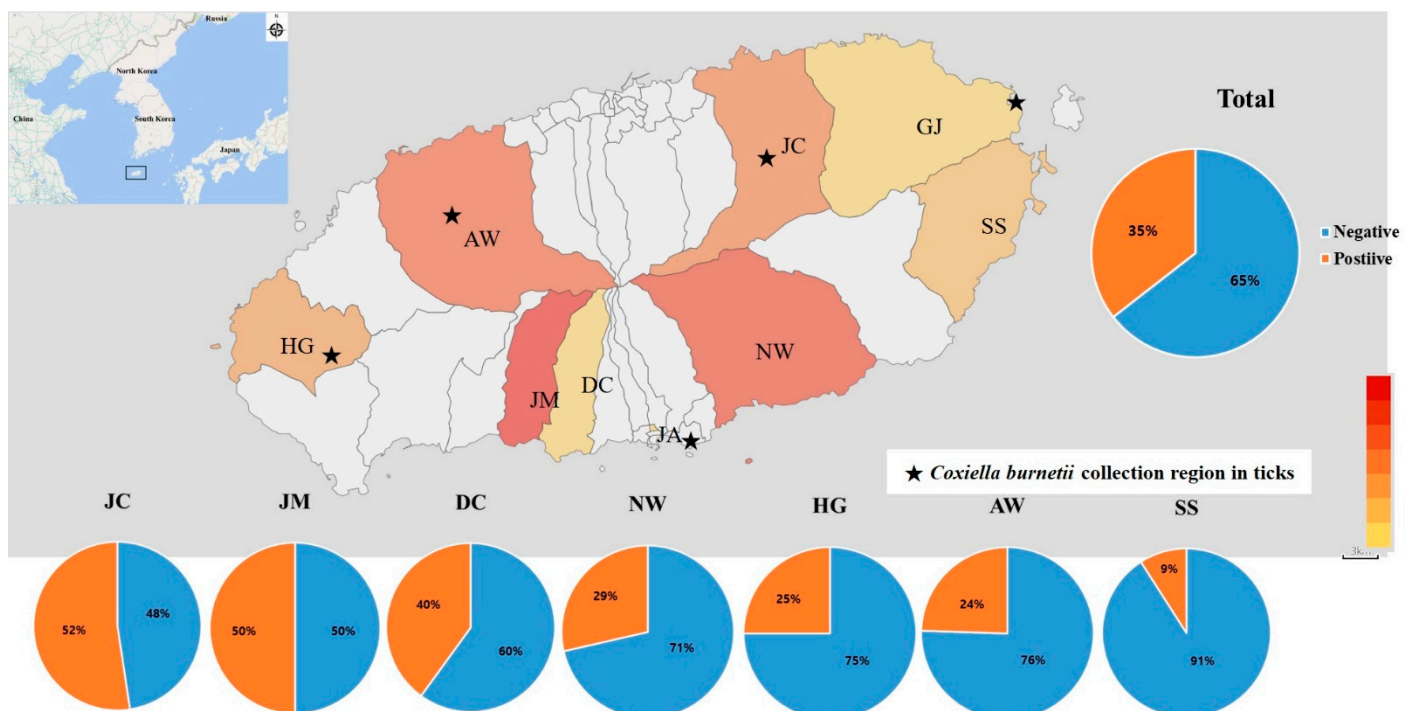 Russia
North Korea
South Korea
China
Japan
Total
GJ
JC
SS
AW
HG
NW
DC
JM
JA
35%
65%
Negative
Postiive
★ Coxiella burnetii collection region in ticks
3km
JC
JM
DC
NW
HG
AW
SS
52%
48%
50%
50%
40%
60%
29%
71%
25%
75%
24%
76%
9%
91%